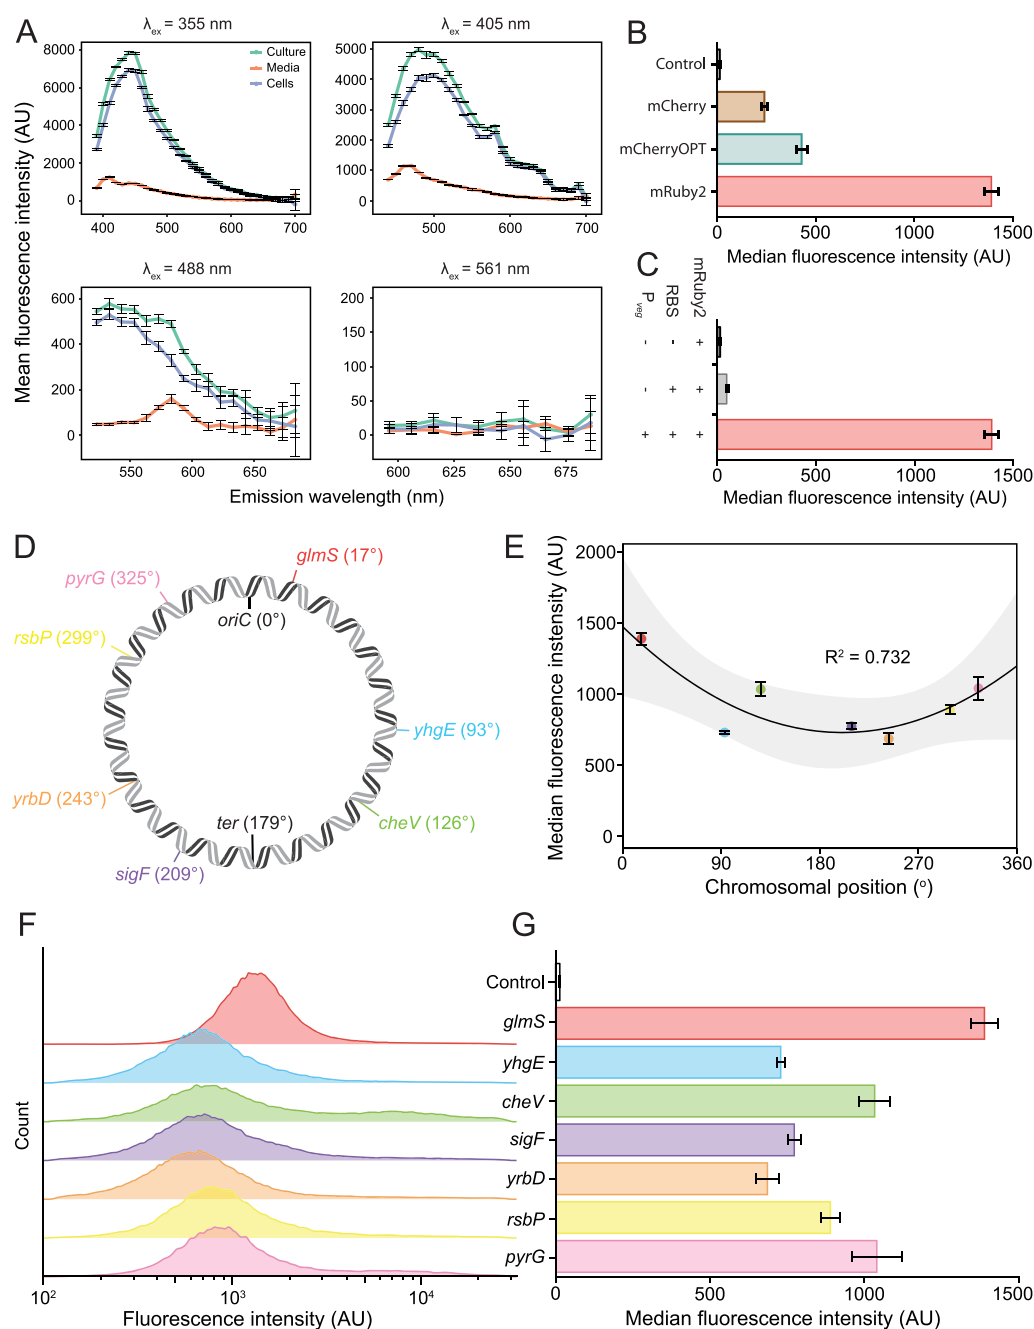 A
λex = 355 nm
8000
6000
4000
2000
0
400 500 600 700
Culture
Media
Cells
λex = 405 nm
5000
4000
3000
2000
1000
0
500 600 700
λex = 488 nm
600
400
200
0
550 600 650
λex = 561 nm
200
150
100
50
0
600 625 650 675
Mean fluorescence intensity (AU)
Emission wavelength (nm)
B
Control
mCherry
mCherryOPT
mRuby2
0 500 1000 1500
Median fluorescence intensity (AU)
C
Pveg
RBS
mRuby2
- - +
- + +
+ + +
0 500 1000 1500
Median fluorescence intensity (AU)
D
glmS (17°)
pyrG (325°)
oriC (0°)
rsbP (299°)
yhgE (93°)
yrbD (243°)
cheV (126°)
ter (179°)
sigF (209°)
E
Median fluorescence instensity (AU)
2000
1500
1000
500
0
R2 = 0.732
0 90 180 270 360
Chromosomal position (o)
F
Count
102 103 104
Fluorescence intensity (AU)
G
Control
glmS
yhgE
cheV
sigF
yrbD
rsbP
pyrG
0 500 1000 1500
Median fluorescence intensity (AU)